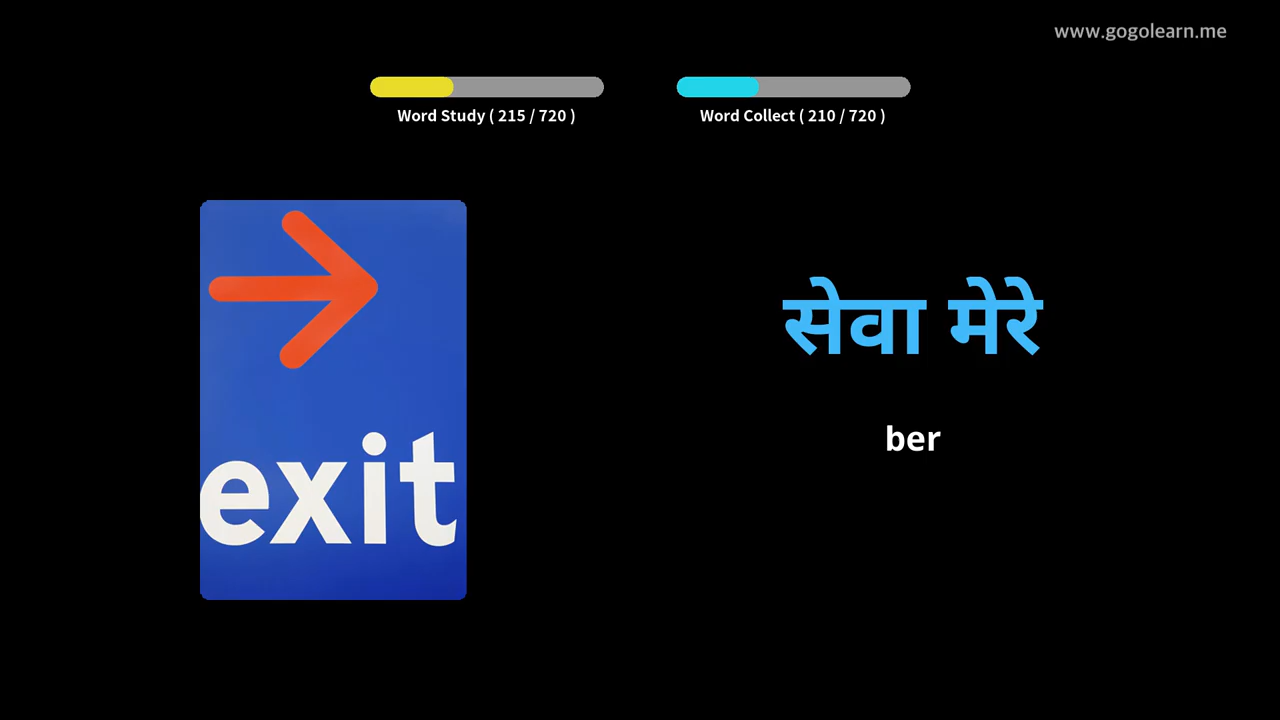 www.gogolearn.me
Word Study ( 215 / 720 )
Word Collect ( 210 / 720 )
exit
सेवा मेरे
ber